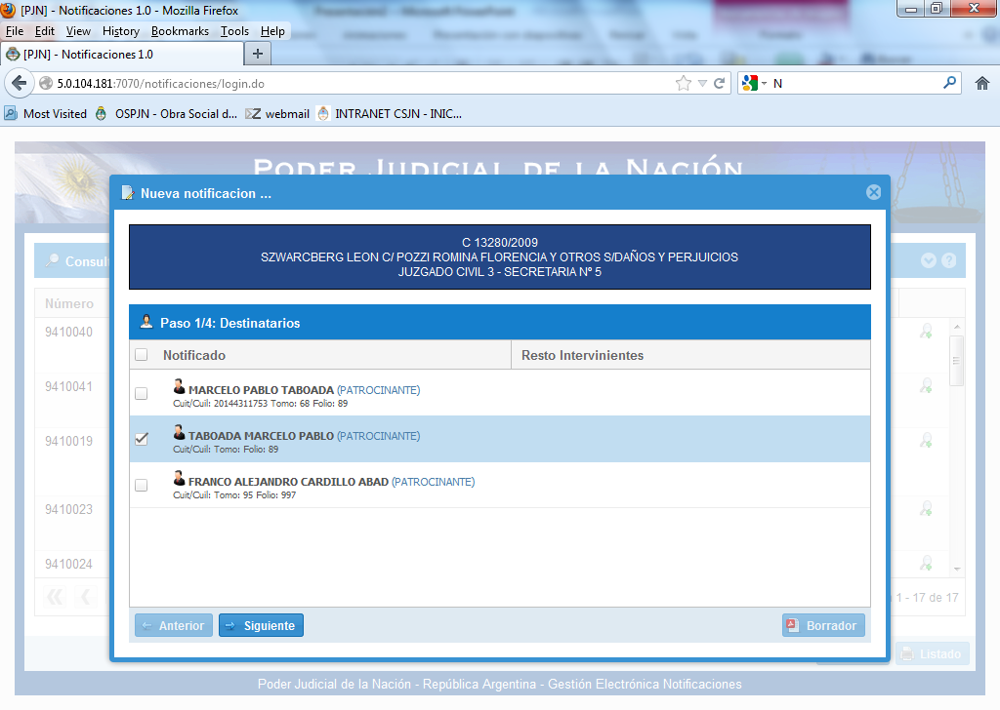 [PJN] - Notificaciones 1.0 - Mozilla Firefox
File Edit View History Bookmarks Tools Help
[PJN] - Notificaciones 1.0 +
5.0.104.181:7070/notificaciones/login.do N
Most Visited OSPJN - Obra Social d... webmail INTRANET CSJN - INIC...
PODER JUDICIAL DE LA NACIÓN
Nueva notificacion ...
C 13280/2009
SZWARCBERG LEON C/ POZZI ROMINA FLORENCIA Y OTROS S/DAÑOS Y PERJUICIOS
JUZGADO CIVIL 3 - SECRETARIA Nº 5
Paso 1/4: Destinatarios
Notificado Resto Intervinientes
MARCELO PABLO TABOADA (PATROCINANTE)
Cuit/Cuil: 20144311753 Tomo: 68 Folio: 89
TABOADA MARCELO PABLO (PATROCINANTE)
Cuit/Cuil: Tomo: Folio: 89
FRANCO ALEJANDRO CARDILLO ABAD (PATROCINANTE)
Cuit/Cuil: Tomo: 95 Folio: 997
Anterior Siguiente Borrador
Número
9410040
9410041
9410019
9410023
9410024
1 - 17 de 17
Listado
Poder Judicial de la Nación - República Argentina - Gestión Electrónica Notificaciones